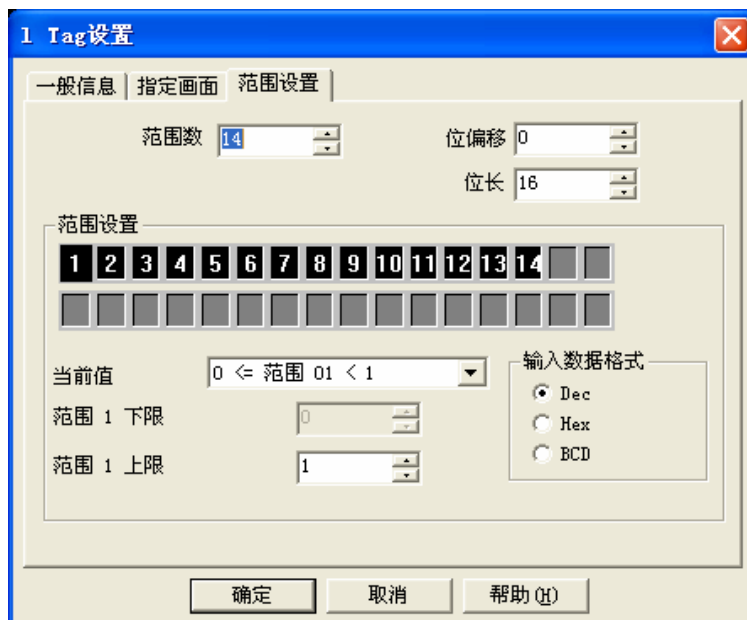 1 Tag设置
一般信息 指定画面 范围设置
范围数 14 位偏移 0
位长 16
范围设置
1 2 3 4 5 6 7 8 9 10 11 12 13 14
当前值 0 <= 范围 01 < 1 输入数据格式
Dec
范围 1 下限 0
Hex
范围 1 上限 1
BCD
确定 取消 帮助(H)